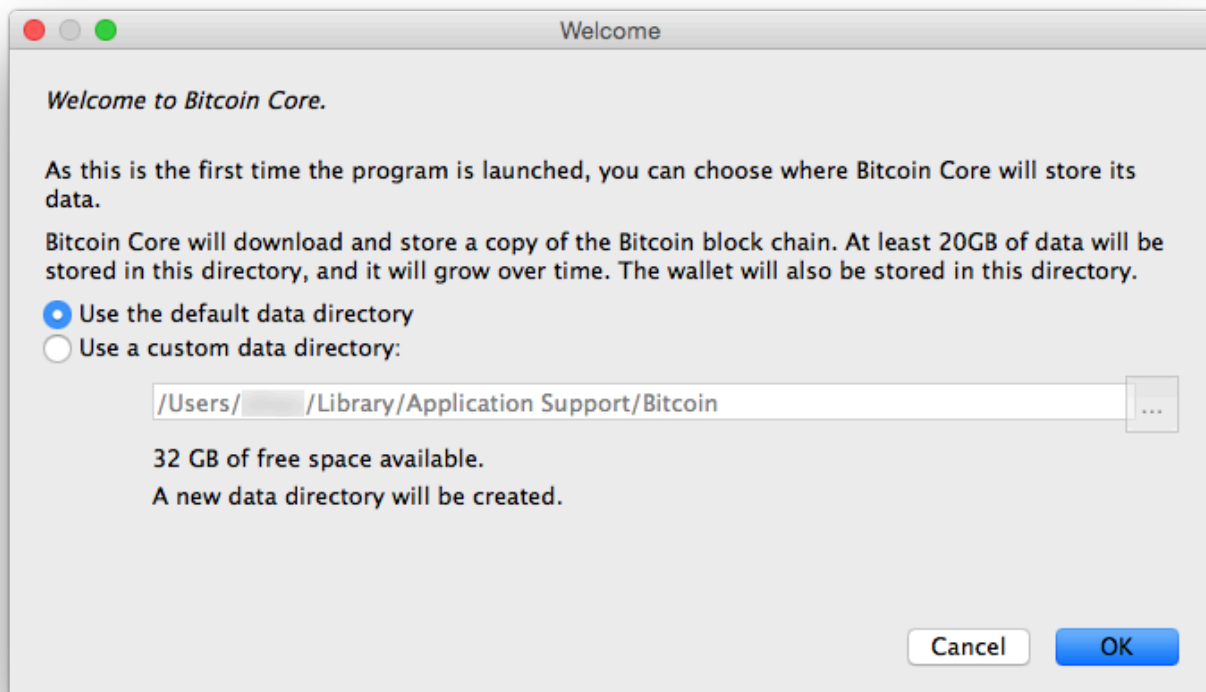 Welcome
Welcome to Bitcoin Core.
As this is the first time the program is launched, you can choose where Bitcoin Core will store its
data.
Bitcoin Core will download and store a copy of the Bitcoin block chain. At least 20GB of data will be
stored in this directory, and it will grow over time. The wallet will also be stored in this directory.
Use the default data directory
Use a custom data directory:
/Users/ /Library/Application Support/Bitcoin
...
32 GB of free space available.
A new data directory will be created.
Cancel OK